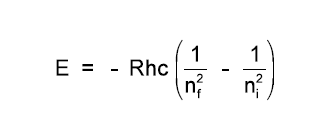 E = - Rhc ( 1/n_f^2 - 1/n_i^2 )